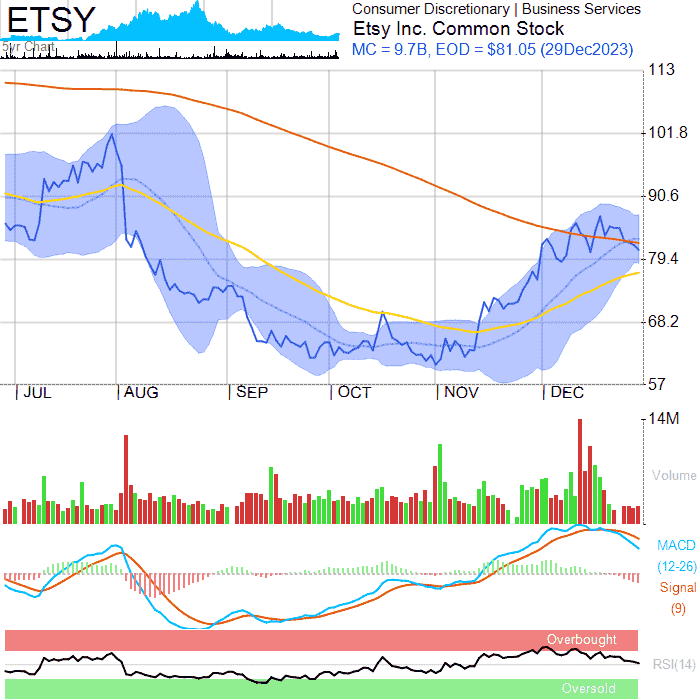 ETSY
5yr Chart
Consumer Discretionary | Business Services
Etsy Inc. Common Stock
MC = 9.7B, EOD = $81.05 (29Dec2023)
113
101.8
90.6
79.4
68.2
57
JUL AUG SEP OCT NOV DEC
14M
Volume
MACD
(12-26)
Signal
(9)
Overbought
RSI(14)
Oversold